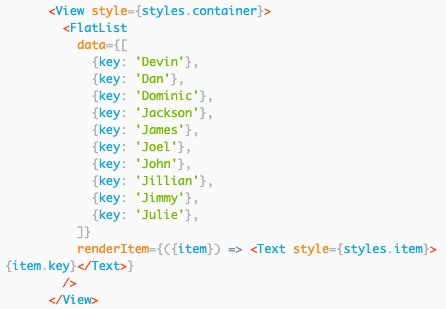 <View style={styles.container}>
<FlatList
data={[
{key: 'Devin'},
{key: 'Dan'},
{key: 'Dominic'},
{key: 'Jackson'},
{key: 'James'},
{key: 'Joel'},
{key: 'John'},
{key: 'Jillian'},
{key: 'Jimmy'},
{key: 'Julie'},
]}
renderItem={({item}) => <Text style={styles.item}>
{item.key}</Text>}
/>
</View>